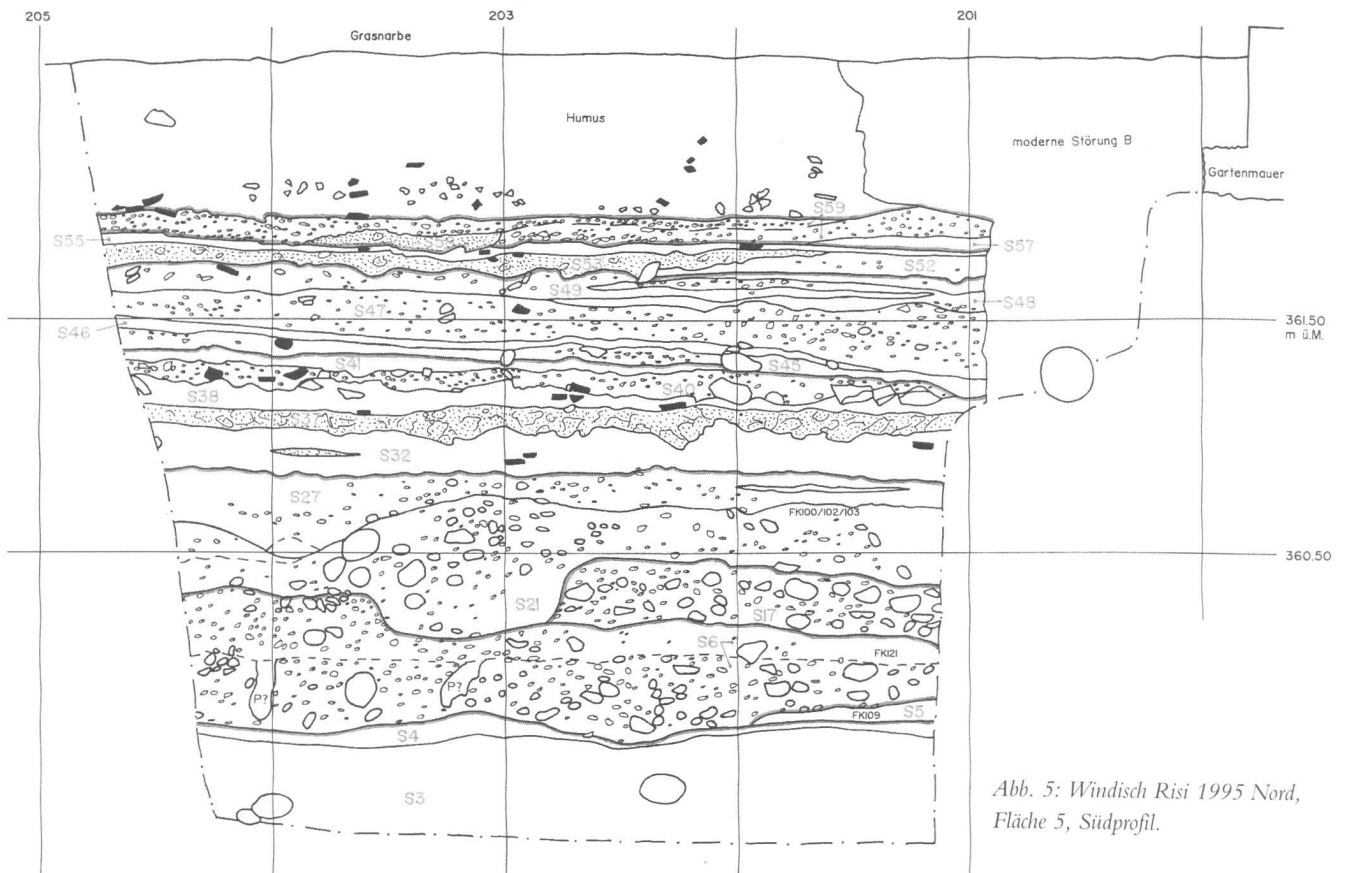 205
203
201
Grasnarbe
Humus
moderne Störung B
Gartenmauer
S59
S55
S57
S53
S52
S49
S48
S47
S46
361.50
m ü.M.
S41
S45
S40
S38
S37
S32
S27
FK100/102/103
360.50
S21
S17
S6
FK121
P?
P?
S5
FK109
S4
S3
Abb. 5: Windisch Risi 1995 Nord,
Fläche 5, Südprofil.